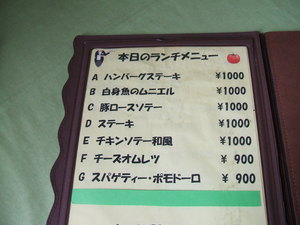 本日のランチメニュー
A ハンバーグステーキ ¥1000
B 白身魚のムニエル ¥1000
C 豚ロースソテー ¥1000
D ステーキ ¥1000
E チキンソテー和風 ¥1000
F チーズオムレツ ¥ 900
G スパゲティー・ポモドーロ ¥ 900